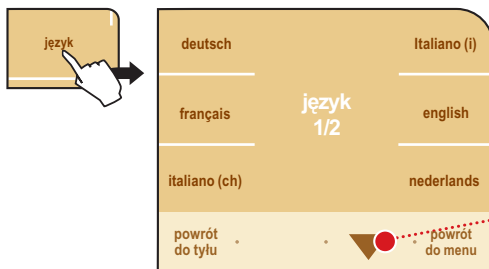 język
deutsch
Italiano (i)
język
1/2
français
english
italiano (ch)
nederlands
powrót
do tyłu
powrót
do menu